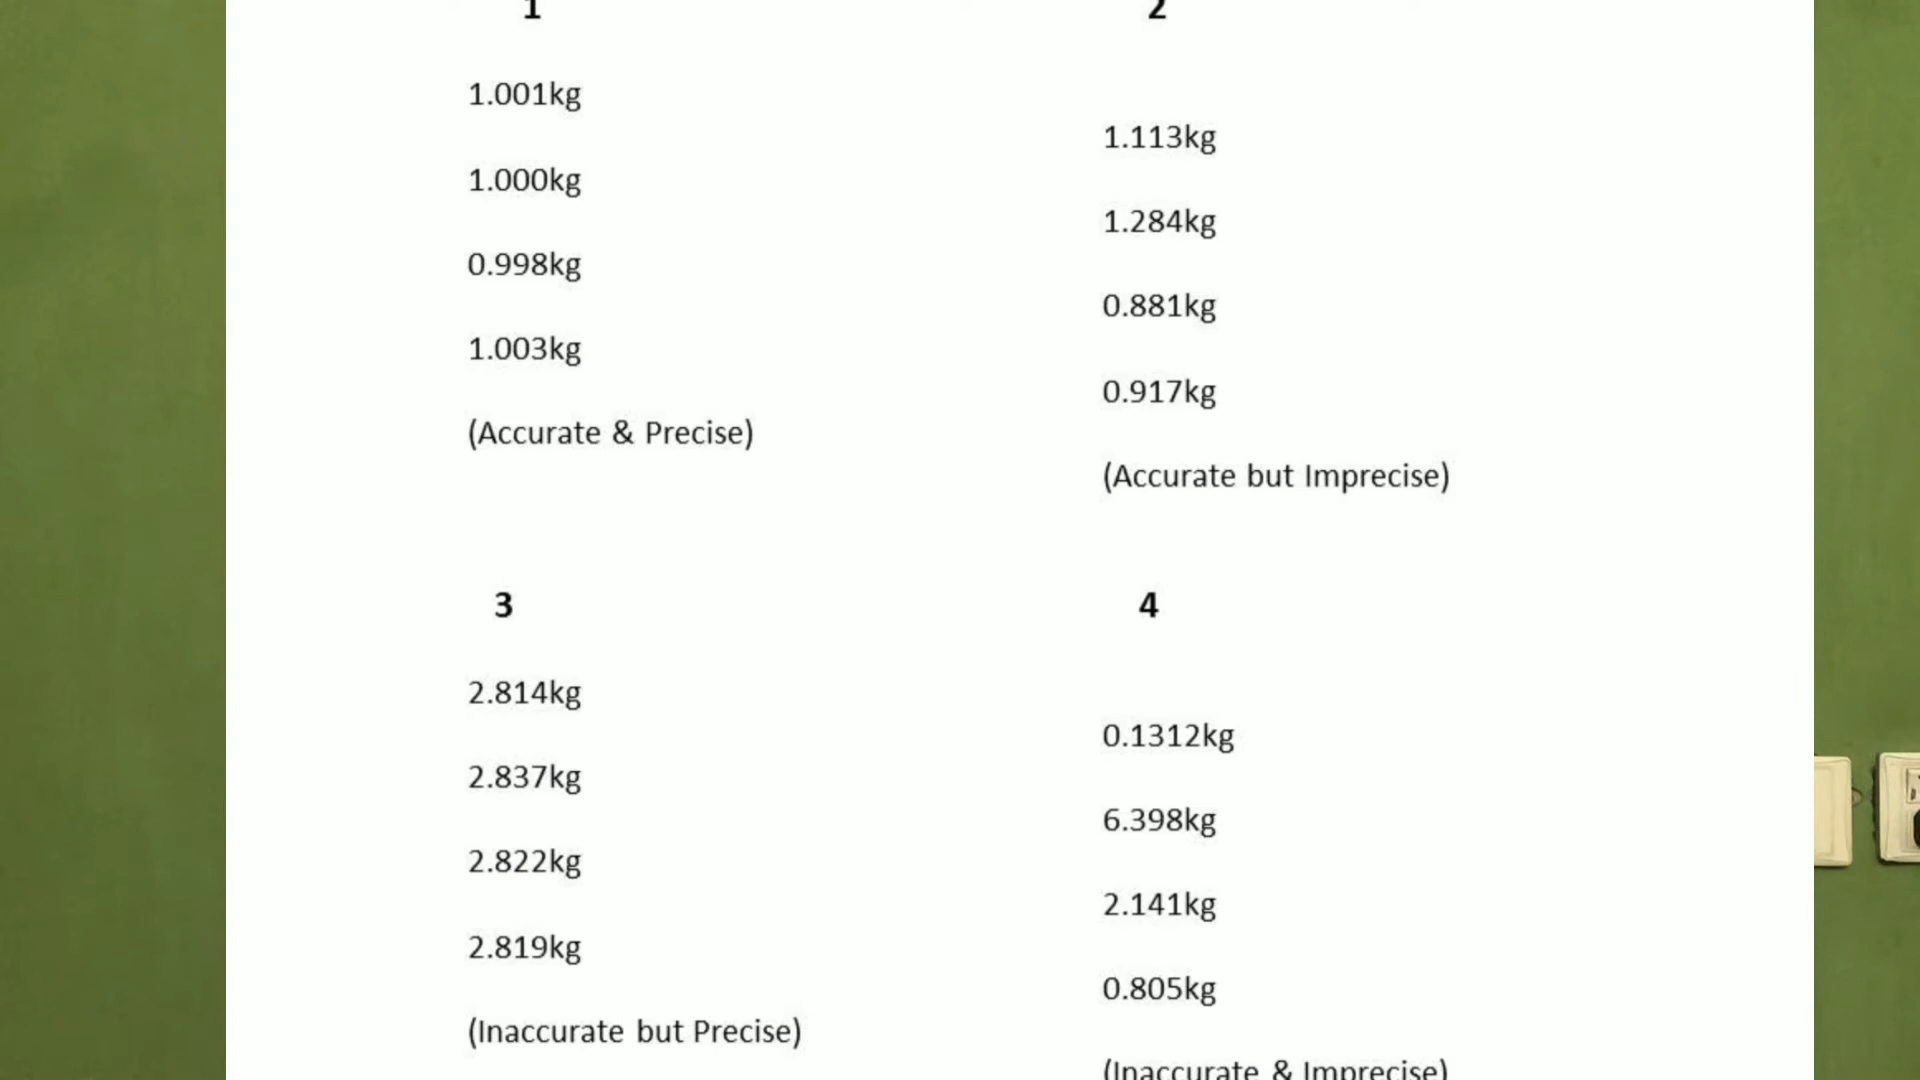 1
1.001kg
1.000kg
0.998kg
1.003kg
(Accurate & Precise)
2
1.113kg
1.284kg
0.881kg
0.917kg
(Accurate but Imprecise)
3
2.814kg
2.837kg
2.822kg
2.819kg
(Inaccurate but Precise)
4
0.1312kg
6.398kg
2.141kg
0.805kg
(Inaccurate & Imprecise)